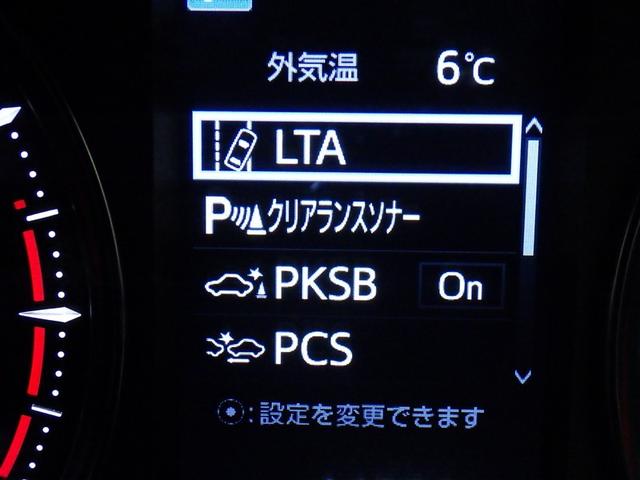 外気温 6℃
LTA
P クリアランスソナー
PKSB On
PCS
:設定を変更できます